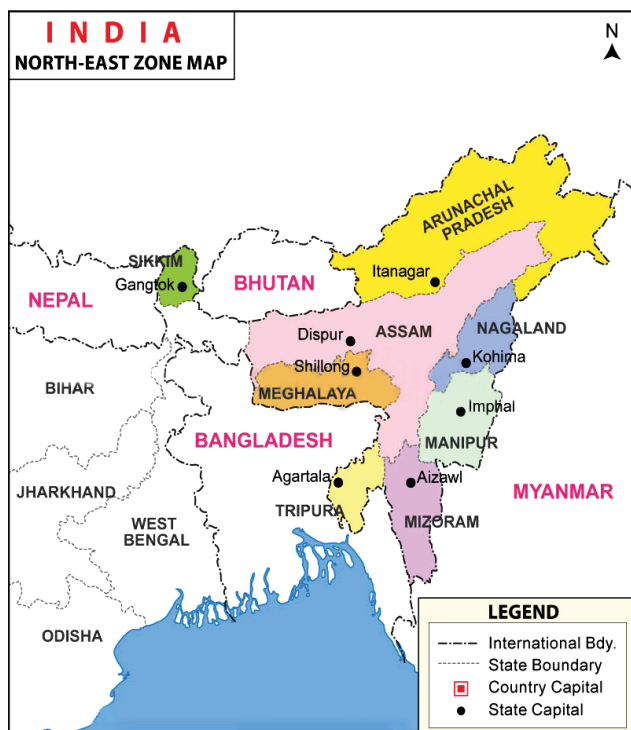 INDIA
NORTH-EAST ZONE MAP
N
ARUNACHAL
PRADESH
SIKKIM
Gangtok
NEPAL
BHUTAN
Itanagar
Dispur
ASSAM
NAGALAND
Shillong
Kohima
BIHAR
MEGHALAYA
Imphal
BANGLADESH
MANIPUR
Agartala
Aizawl
JHARKHAND
MYANMAR
TRIPURA
MIZORAM
WEST
BENGAL
ODISHA
LEGEND
International Bdy.
State Boundary
Country Capital
State Capital